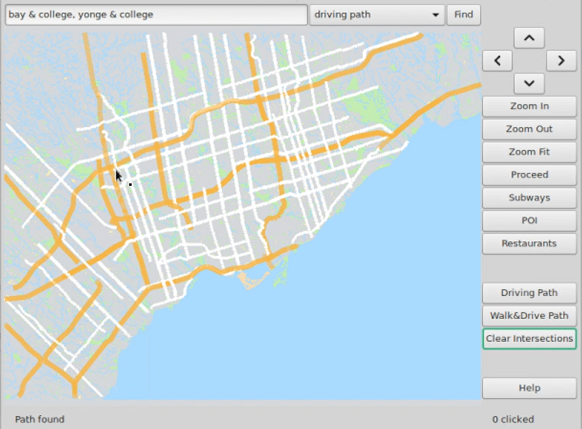 bay & college, yonge & college
driving path
Find
Zoom In
Zoom Out
Zoom Fit
Proceed
Subways
POI
Restaurants
Driving Path
Walk&Drive Path
Clear Intersections
Help
Path found
0 clicked